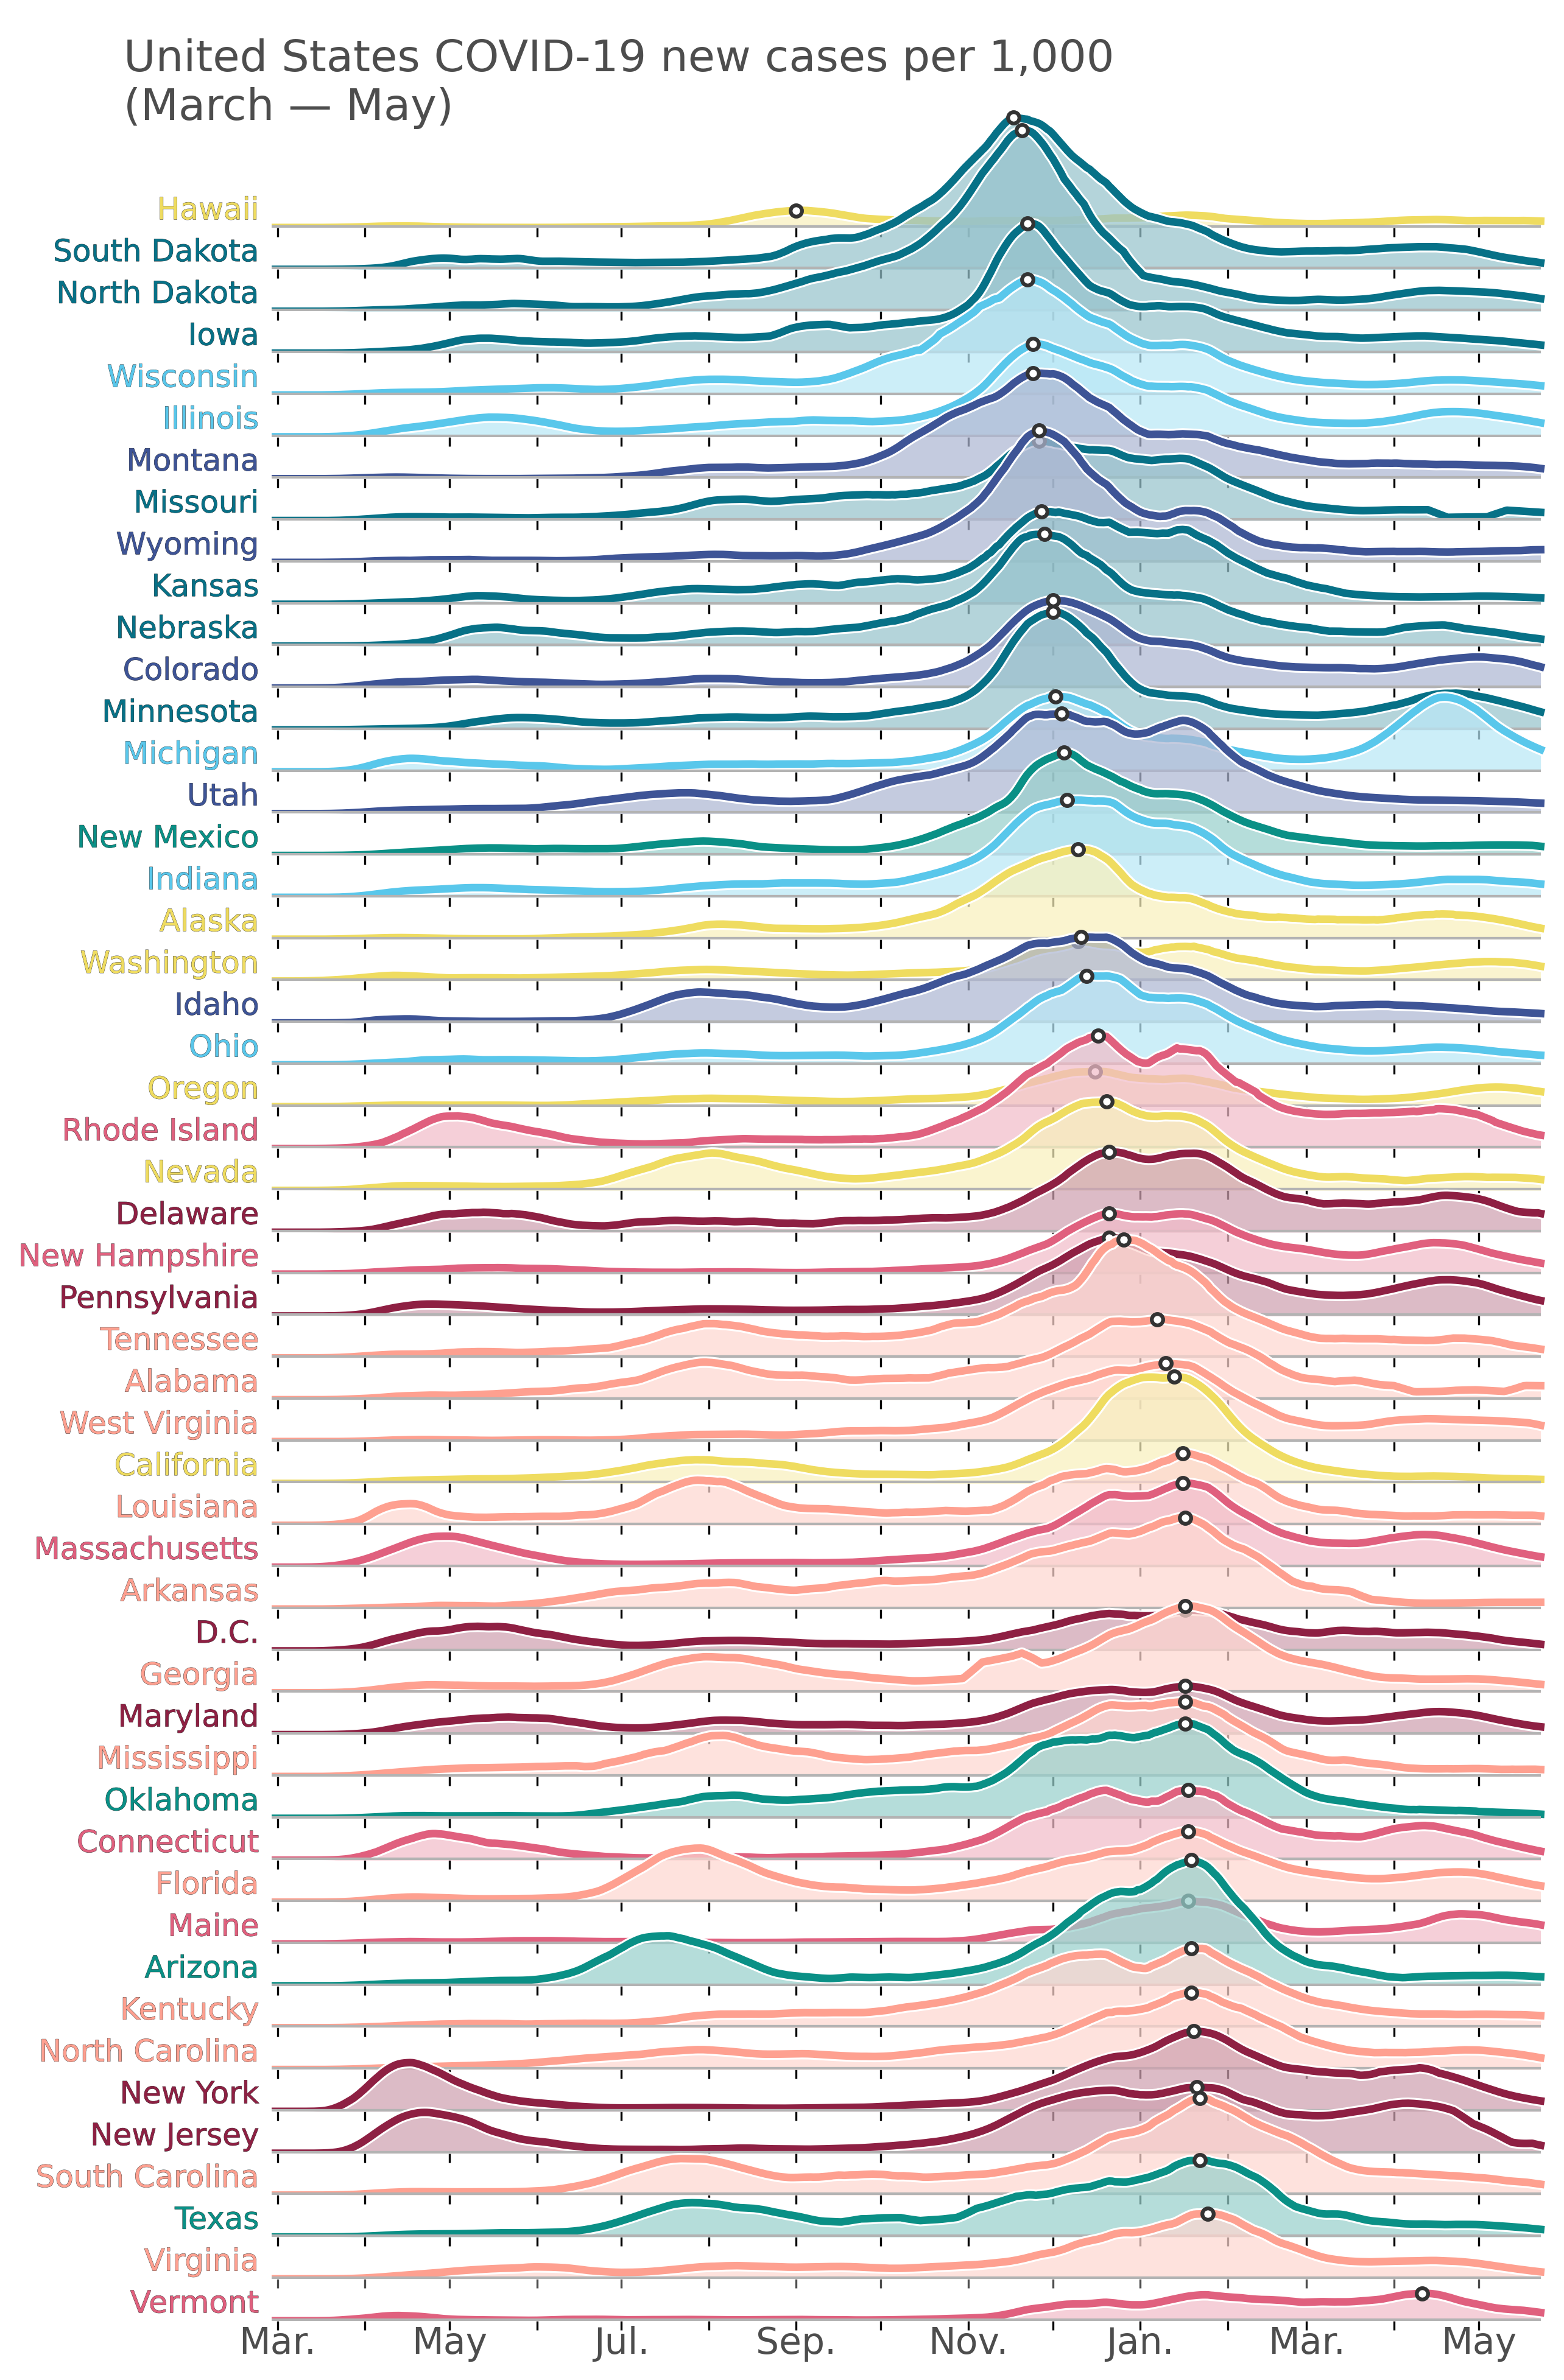 United States COVID-19 new cases per 1,000
(March — May)
Hawaii
South Dakota
North Dakota
Iowa
Wisconsin
Illinois
Montana
Missouri
Wyoming
Kansas
Nebraska
Colorado
Minnesota
Michigan
Utah
New Mexico
Indiana
Alaska
Washington
Idaho
Ohio
Oregon
Rhode Island
Nevada
Delaware
New Hampshire
Pennsylvania
Tennessee
Alabama
West Virginia
California
Louisiana
Massachusetts
Arkansas
D.C.
Georgia
Maryland
Mississippi
Oklahoma
Connecticut
Florida
Maine
Arizona
Kentucky
North Carolina
New York
New Jersey
South Carolina
Texas
Virginia
Vermont
Mar. May Jul. Sep. Nov. Jan. Mar. May